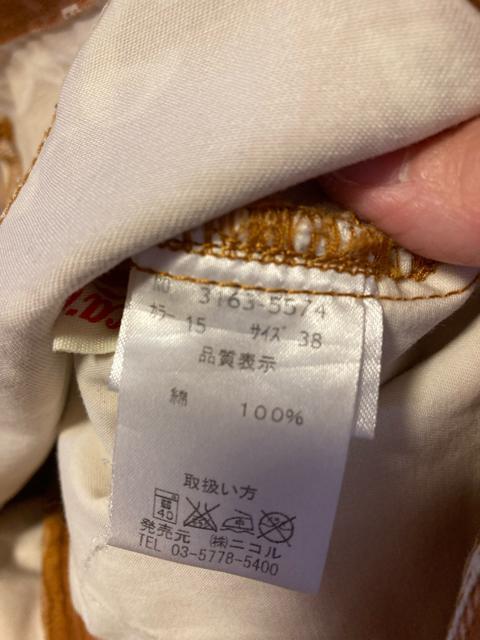 NO 3163-5574
カラー 15 サイズ 38
品質表示
綿 100%
取扱い方
40
発売元 ㈱ニコル
TEL 03-5778-5400